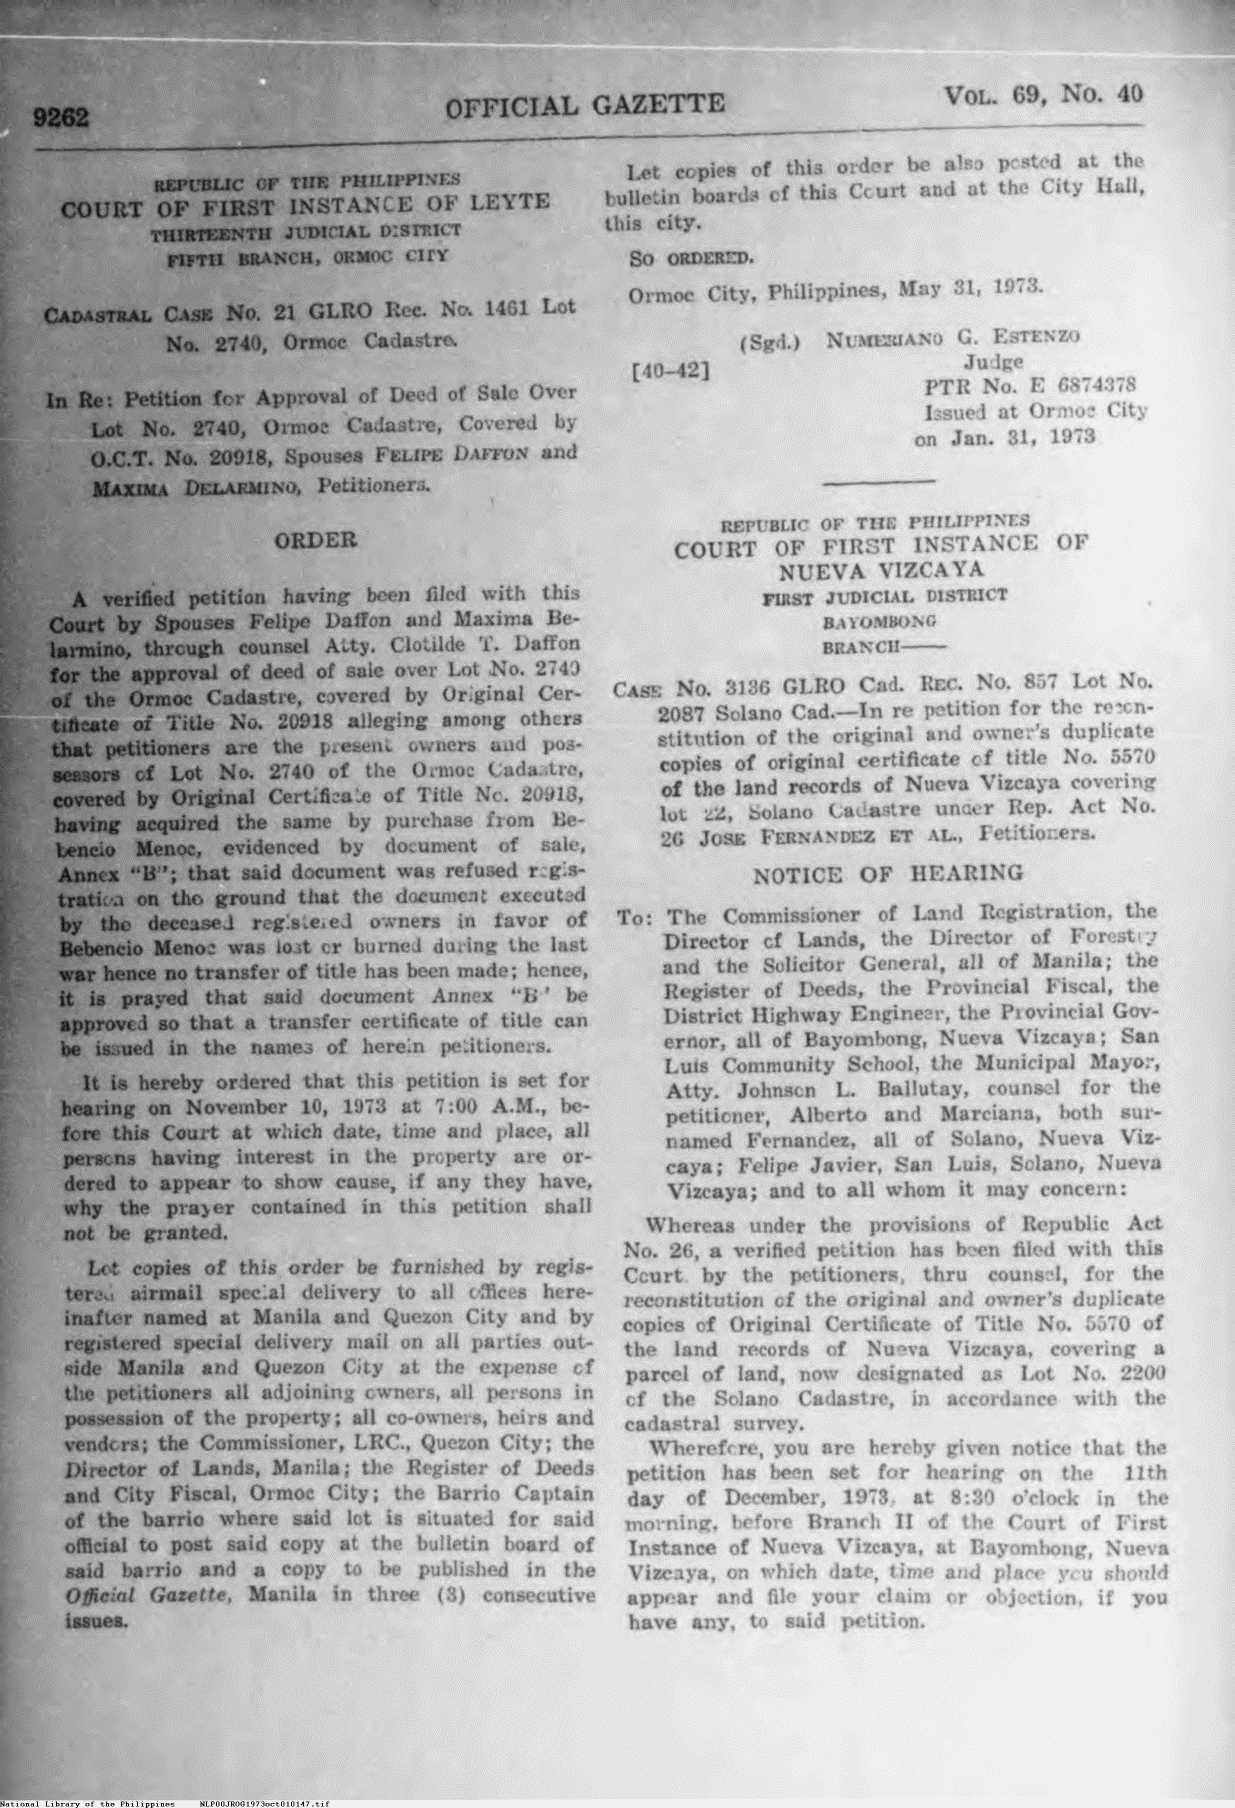 9262
OFFICIAL GAZETTE
VOL. 69, No. 40
REPUBLIC OF THE PHILIPPINES
COURT OF FIRST INSTANCE OF LEYTE
THIRTEENTH JUDICIAL DISTRICT
FIFTH BRANCH, ORMOC CITY
CADASTRAL CASE No. 21 GLRO Rec. No. 1461 Lot
No. 2740, Ormoc Cadastre.
In Re: Petition for Approval of Deed of Sale Over
Lot No. 2740, Ormoc Cadastre, Covered by
O.C.T. No. 20918, Spouses FELIPE DAFFON and
MAXIMA DELARMINO, Petitioners.
ORDER
A verified petition having been filed with this
Court by Spouses Felipe Daffon and Maxima Be-
larmino, through counsel Atty. Clotilde T. Daffon
for the approval of deed of sale over Lot No. 2740
of the Ormoc Cadastre, covered by Original Cer-
tificate of Title No. 20918 alleging among others
that petitioners are the present owners and pos-
sessors of Lot No. 2740 of the Ormoc Cadastre,
covered by Original Certificate of Title No. 20918,
having acquired the same by purchase from Be-
bencio Menoc, evidenced by document of sale,
Annex "B"; that said document was refused regis-
tration on the ground that the document executed
by the deceased registered owners in favor of
Bebencio Menoc was lost or burned during the last
war hence no transfer of title has been made; hence,
it is prayed that said document Annex "B" be
approved so that a transfer certificate of title can
be issued in the names of herein petitioners.
It is hereby ordered that this petition is set for
hearing on November 10, 1973 at 7:00 A.M., be-
fore this Court at which date, time and place, all
persons having interest in the property are or-
dered to appear to show cause, if any they have,
why the prayer contained in this petition shall
not be granted.
Let copies of this order be furnished by regis-
tered airmail special delivery to all offices here-
inafter named at Manila and Quezon City and by
registered special delivery mail on all parties out-
side Manila and Quezon City at the expense of
the petitioners all adjoining owners, all persons in
possession of the property; all co-owners, heirs and
vendors; the Commissioner, LRC., Quezon City; the
Director of Lands, Manila; the Register of Deeds
and City Fiscal, Ormoc City; the Barrio Captain
of the barrio where said lot is situated for said
official to post said copy at the bulletin board of
said barrio and a copy to be published in the
Official Gazette, Manila in three (3) consecutive
issues.
Let copies of this order be also posted at the
bulletin boards of this Court and at the City Hall,
this city.
SO ORDERED.
Ormoc City, Philippines, May 31, 1973.
(Sgd.) NUMERIANO G. ESTENZO
Judge
[40-42]
PTR No. E 6874378
Issued at Ormoc City
on Jan. 31, 1973
REPUBLIC OF THE PHILIPPINES
COURT OF FIRST INSTANCE OF
NUEVA VIZCAYA
FIRST JUDICIAL DISTRICT
BAYOMBONG
BRANCH——
CASE No. 3136 GLRO Cad. REC. No. 857 Lot No.
2087 Solano Cad.—In re petition for the recon-
stitution of the original and owner's duplicate
copies of original certificate of title No. 5570
of the land records of Nueva Vizcaya covering
lot 22, Solano Cadastre under Rep. Act No.
26 JOSE FERNANDEZ ET AL., Petitioners.
NOTICE OF HEARING
To: The Commissioner of Land Registration, the
Director of Lands, the Director of Forestry
and the Solicitor General, all of Manila; the
Register of Deeds, the Provincial Fiscal, the
District Highway Engineer, the Provincial Gov-
ernor, all of Bayombong, Nueva Vizcaya; San
Luis Community School, the Municipal Mayor,
Atty. Johnson L. Ballutay, counsel for the
petitioner, Alberto and Marciana, both sur-
named Fernandez, all of Solano, Nueva Viz-
caya; Felipe Javier, San Luis, Solano, Nueva
Vizcaya; and to all whom it may concern:
Whereas under the provisions of Republic Act
No. 26, a verified petition has been filed with this
Court by the petitioners, thru counsel, for the
reconstitution of the original and owner's duplicate
copies of Original Certificate of Title No. 5570 of
the land records of Nueva Vizcaya, covering a
parcel of land, now designated as Lot No. 2200
of the Solano Cadastre, in accordance with the
cadastral survey.
Wherefore, you are hereby given notice that the
petition has been set for hearing on the 11th
day of December, 1973, at 8:30 o'clock in the
morning, before Branch II of the Court of First
Instance of Nueva Vizcaya, at Bayombong, Nueva
Vizcaya, on which date, time and place you should
appear and file your claim or objection, if you
have any, to said petition.
National Library of the Philippines NLP00JROG1973oct010147.tif